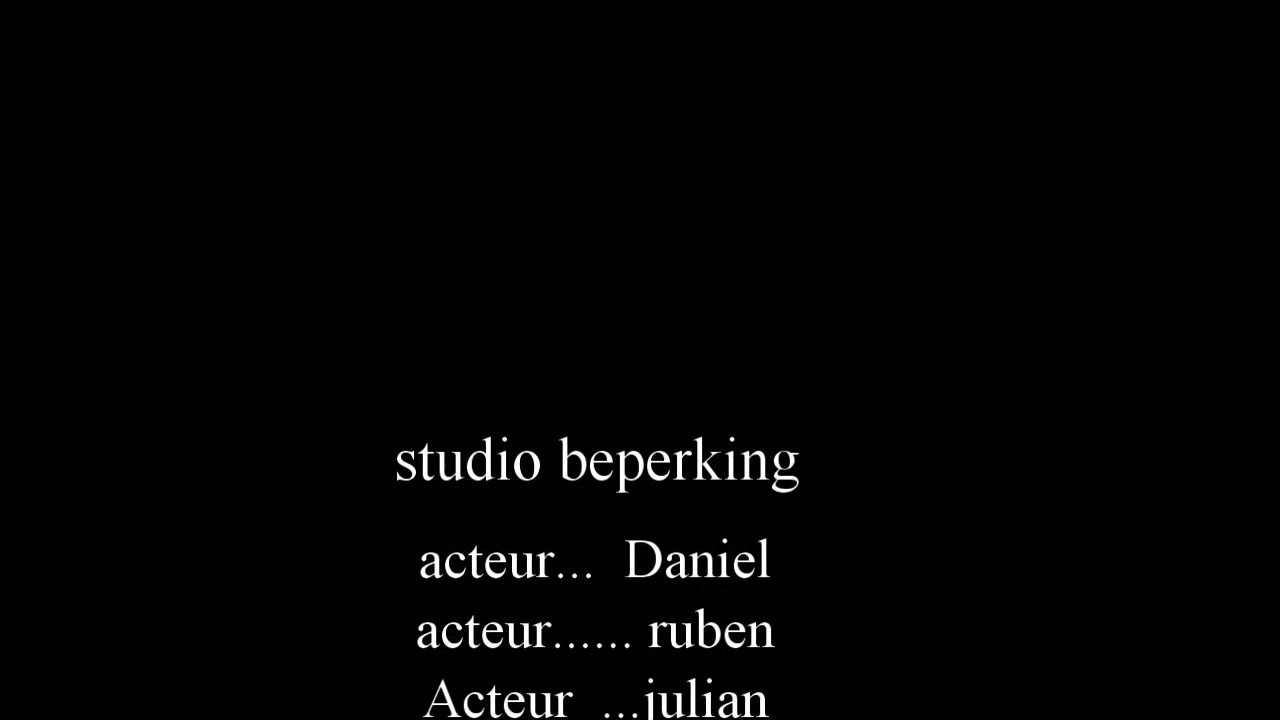 studio beperking
acteur... Daniel
acteur...... ruben
Acteur ...julian